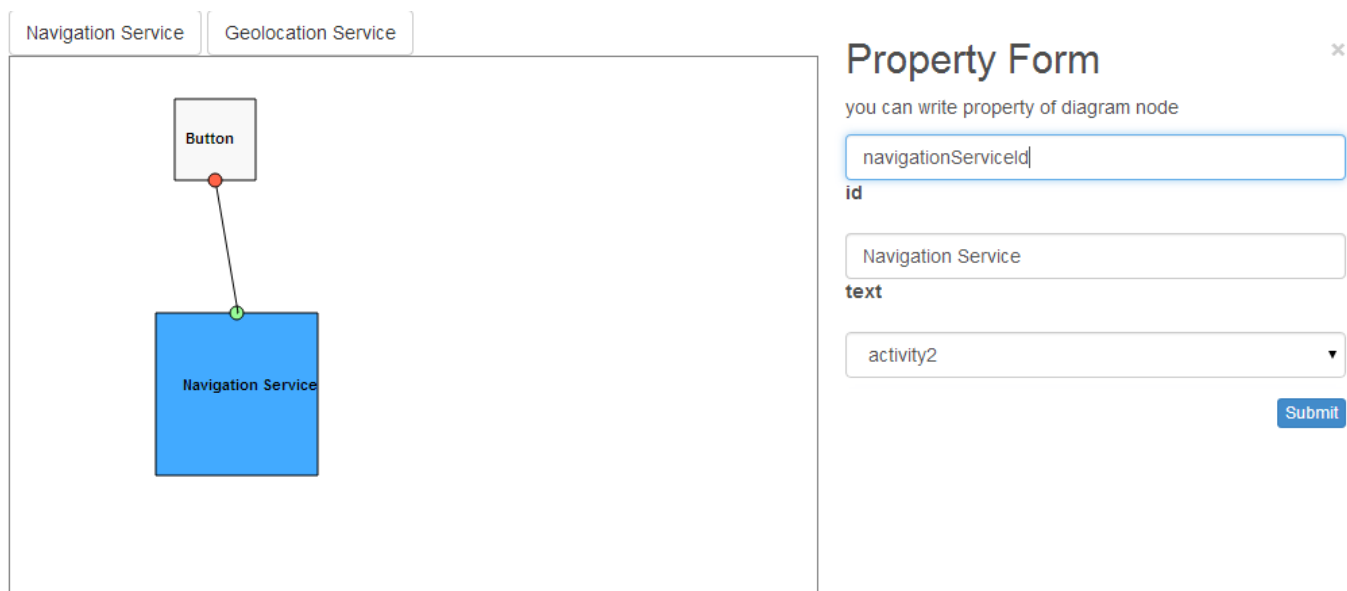 Navigation Service
Geolocation Service
Button
Navigation Service
Property Form
×
you can write property of diagram node
navigationServiceId
id
Navigation Service
text
activity2
Submit